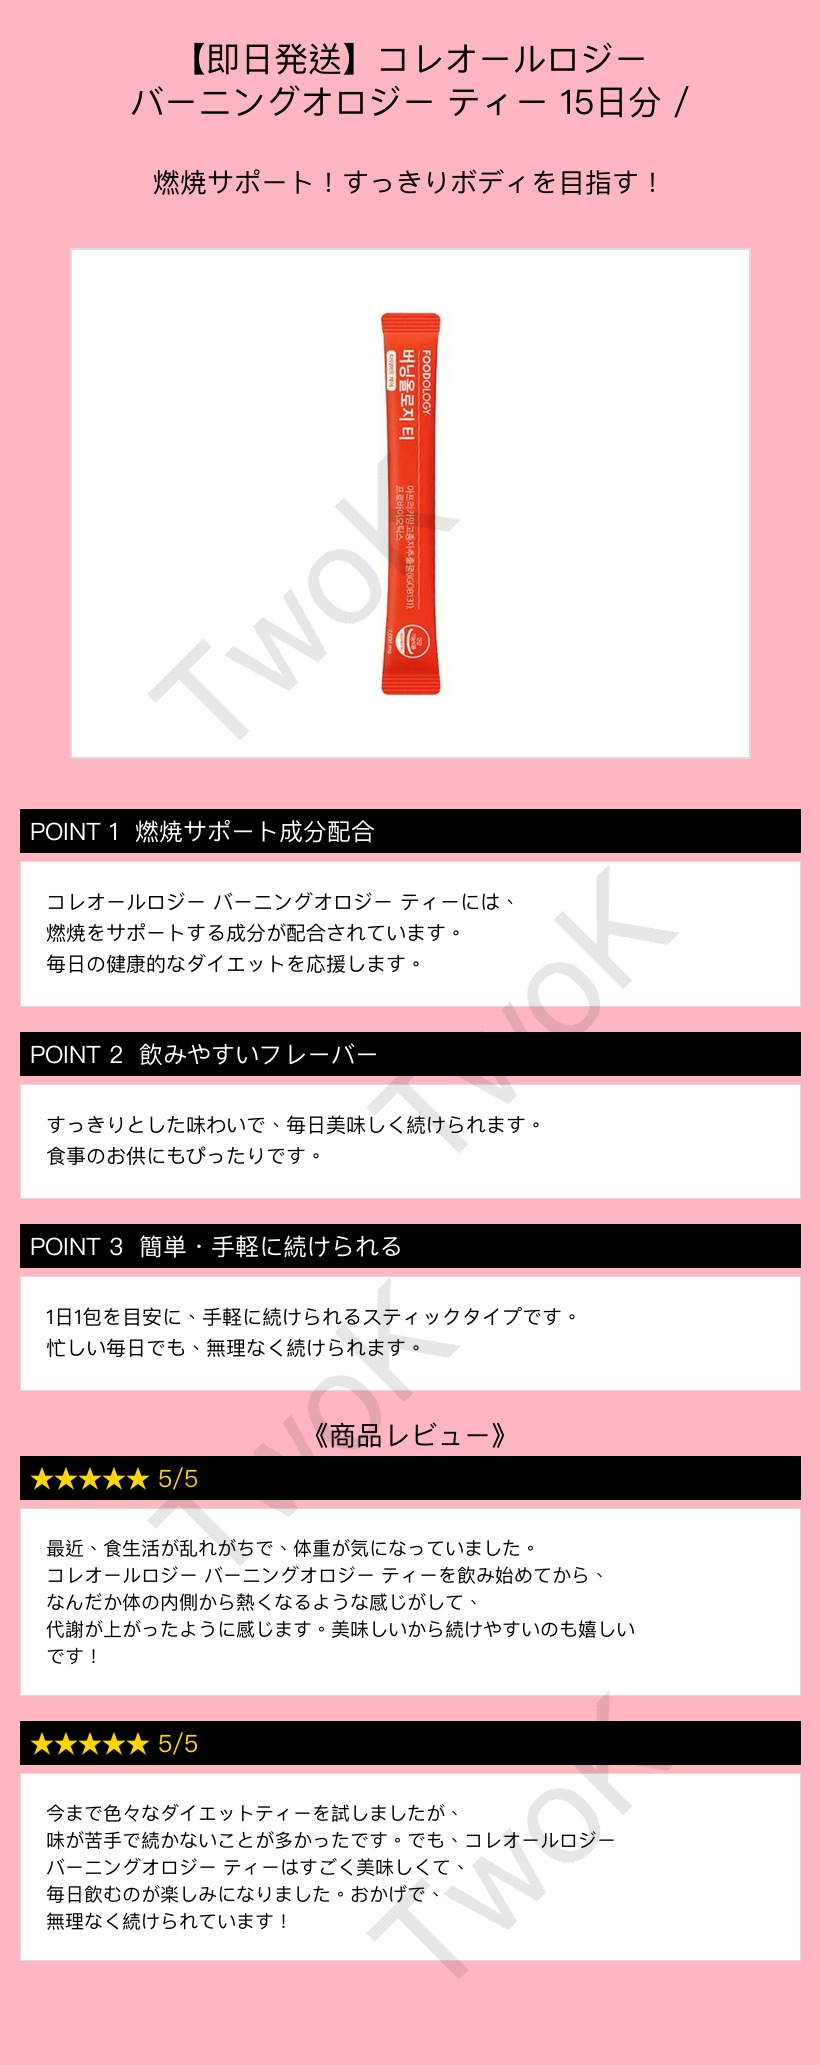 【即日発送】コレオールロジー
バーニングオロジー ティー 15日分 /
燃焼サポート！すっきりボディを目指す！
FOODOLOGY
버닝올로지 티
아프리카망고종자추출물(IGOB131),
프로바이오틱스
7,000 mg
TwoK
POINT 1 燃焼サポート成分配合
コレオールロジー バーニングオロジー ティーには、
燃焼をサポートする成分が配合されています。
毎日の健康的なダイエットを応援します。
TwoK
POINT 2 飲みやすいフレーバー
すっきりとした味わいで、毎日美味しく続けられます。
食事のお供にもぴったりです。
POINT 3 簡単・手軽に続けられる
1日1包を目安に、手軽に続けられるスティックタイプです。
忙しい毎日でも、無理なく続けられます。
TwoK
《商品レビュー》
★★★★★ 5/5
最近、食生活が乱れがちで、体重が気になっていました。
コレオールロジー バーニングオロジー ティーを飲み始めてから、
なんだか体の内側から熱くなるような感じがして、
代謝が上がったように感じます。美味しいから続けやすいのも嬉しい
です！
★★★★★ 5/5
今まで色々なダイエットティーを試しましたが、
味が苦手で続かないことが多かったです。でも、コレオールロジー
バーニングオロジー ティーはすごく美味しくて、
毎日飲むのが楽しみになりました。おかげで、
無理なく続けられています！
TwoK